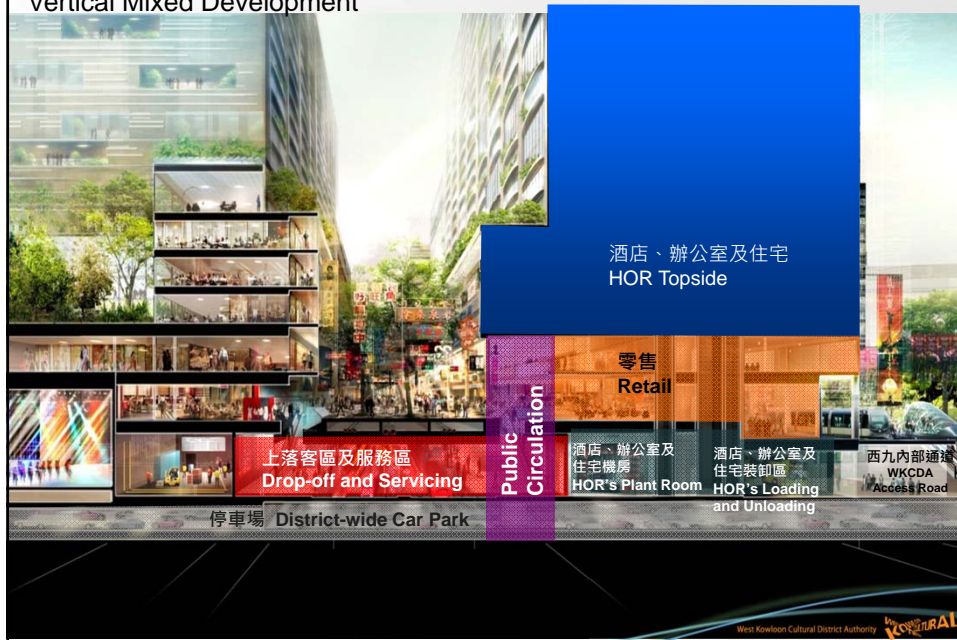 Vertical Mixed Development
酒店、辦公室及住宅
HOR Topside
零售
Retail
Public
Circulation
上落客區及服務區
Drop-off and Servicing
酒店、辦公室及
住宅機房
HOR's Plant Room
酒店、辦公室及
住宅裝卸區
HOR's Loading
and Unloading
西九內部通道
WKCDA
Access Road
停車場 District-wide Car Park
West Kowloon Cultural District Authority